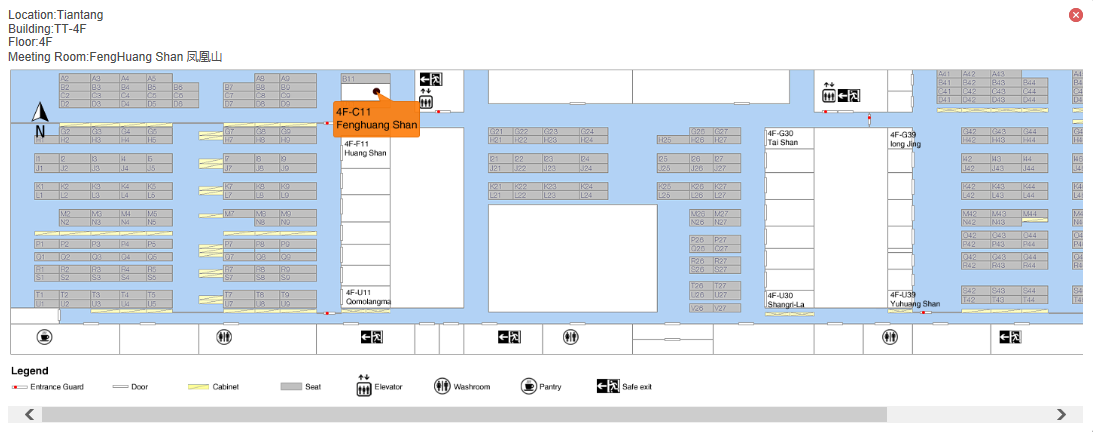 Location:Tiantang
Building:TT-4F
Floor:4F
Meeting Room:FengHuang Shan 凤凰山
A2 A3 A4 A5 A8 A9 B11 A41 A42 A43
B2 B3 B4 B5 B6 B7 B8 B9 B41 B42 B43 B44
C2 C3 C4 C5 C6 C7 C8 C9 C41 C42 C43 C44
D2 D3 D4 D5 D6 D7 D8 D9 D41 D42 D43 D44
4F-C11
Fenghuang Shan
N
G2 G3 G4 G5 G7 G8 G9 G21 G22 G23 G24 G26 G27 G42 G43 G44
H1 H2 H3 H4 H5 H7 H8 H9 H21 H22 H23 H24 H25 H26 H27 H42 H43 H44
4F-F11
Huang Shan
4F-G30
Tai Shan
4F-G39
long Jing
I1 I2 I3 I4 I5 I7 I8 I9 I21 I22 I23 I24 I25 I26 I27 I42 I43 I44
J1 J2 J3 J4 J5 J7 J8 J9 J21 J22 J23 J24 J25 J26 J27 J42 J43 J44
K1 K2 K3 K4 K5 K7 K8 K9 K21 K22 K23 K24 K25 K26 K27 K42 K43 K44
L1 L2 L3 L4 L5 L7 L8 L9 L21 L22 L23 L24 L25 L26 L27 L42 L43 L44
M2 M3 M4 M5 M7 M8 M9 M26 M27 M42 M43 M44
N2 N3 N4 N5 N8 N9 N26 N27 N42 N43
P1 P2 P3 P4 P5 P7 P8 P9 P26 P27 O42 O43 O44
Q1 Q2 Q3 Q4 Q5 Q7 Q8 Q9 Q26 Q27 P42 P43 P44
R1 R2 R3 R4 R5 R7 R8 R9 R26 R27 Q42 Q43 Q44
S1 S2 S3 S4 S5 S7 S8 S9 S26 S27 R42 R43 R44
T1 T2 T3 T4 T5 T7 T8 T9 T26 T27 S42 S43 S44
U2 U3 U4 U5 U7 U8 U9 U26 U27 T42 T43 T44
V26 V27
4F-U11
Qomolangma
4F-U30
Shangri-La
4F-U39
Yuhuang Shan
Legend
Entrance Guard Door Cabinet Seat Elevator Washroom Pantry Safe exit